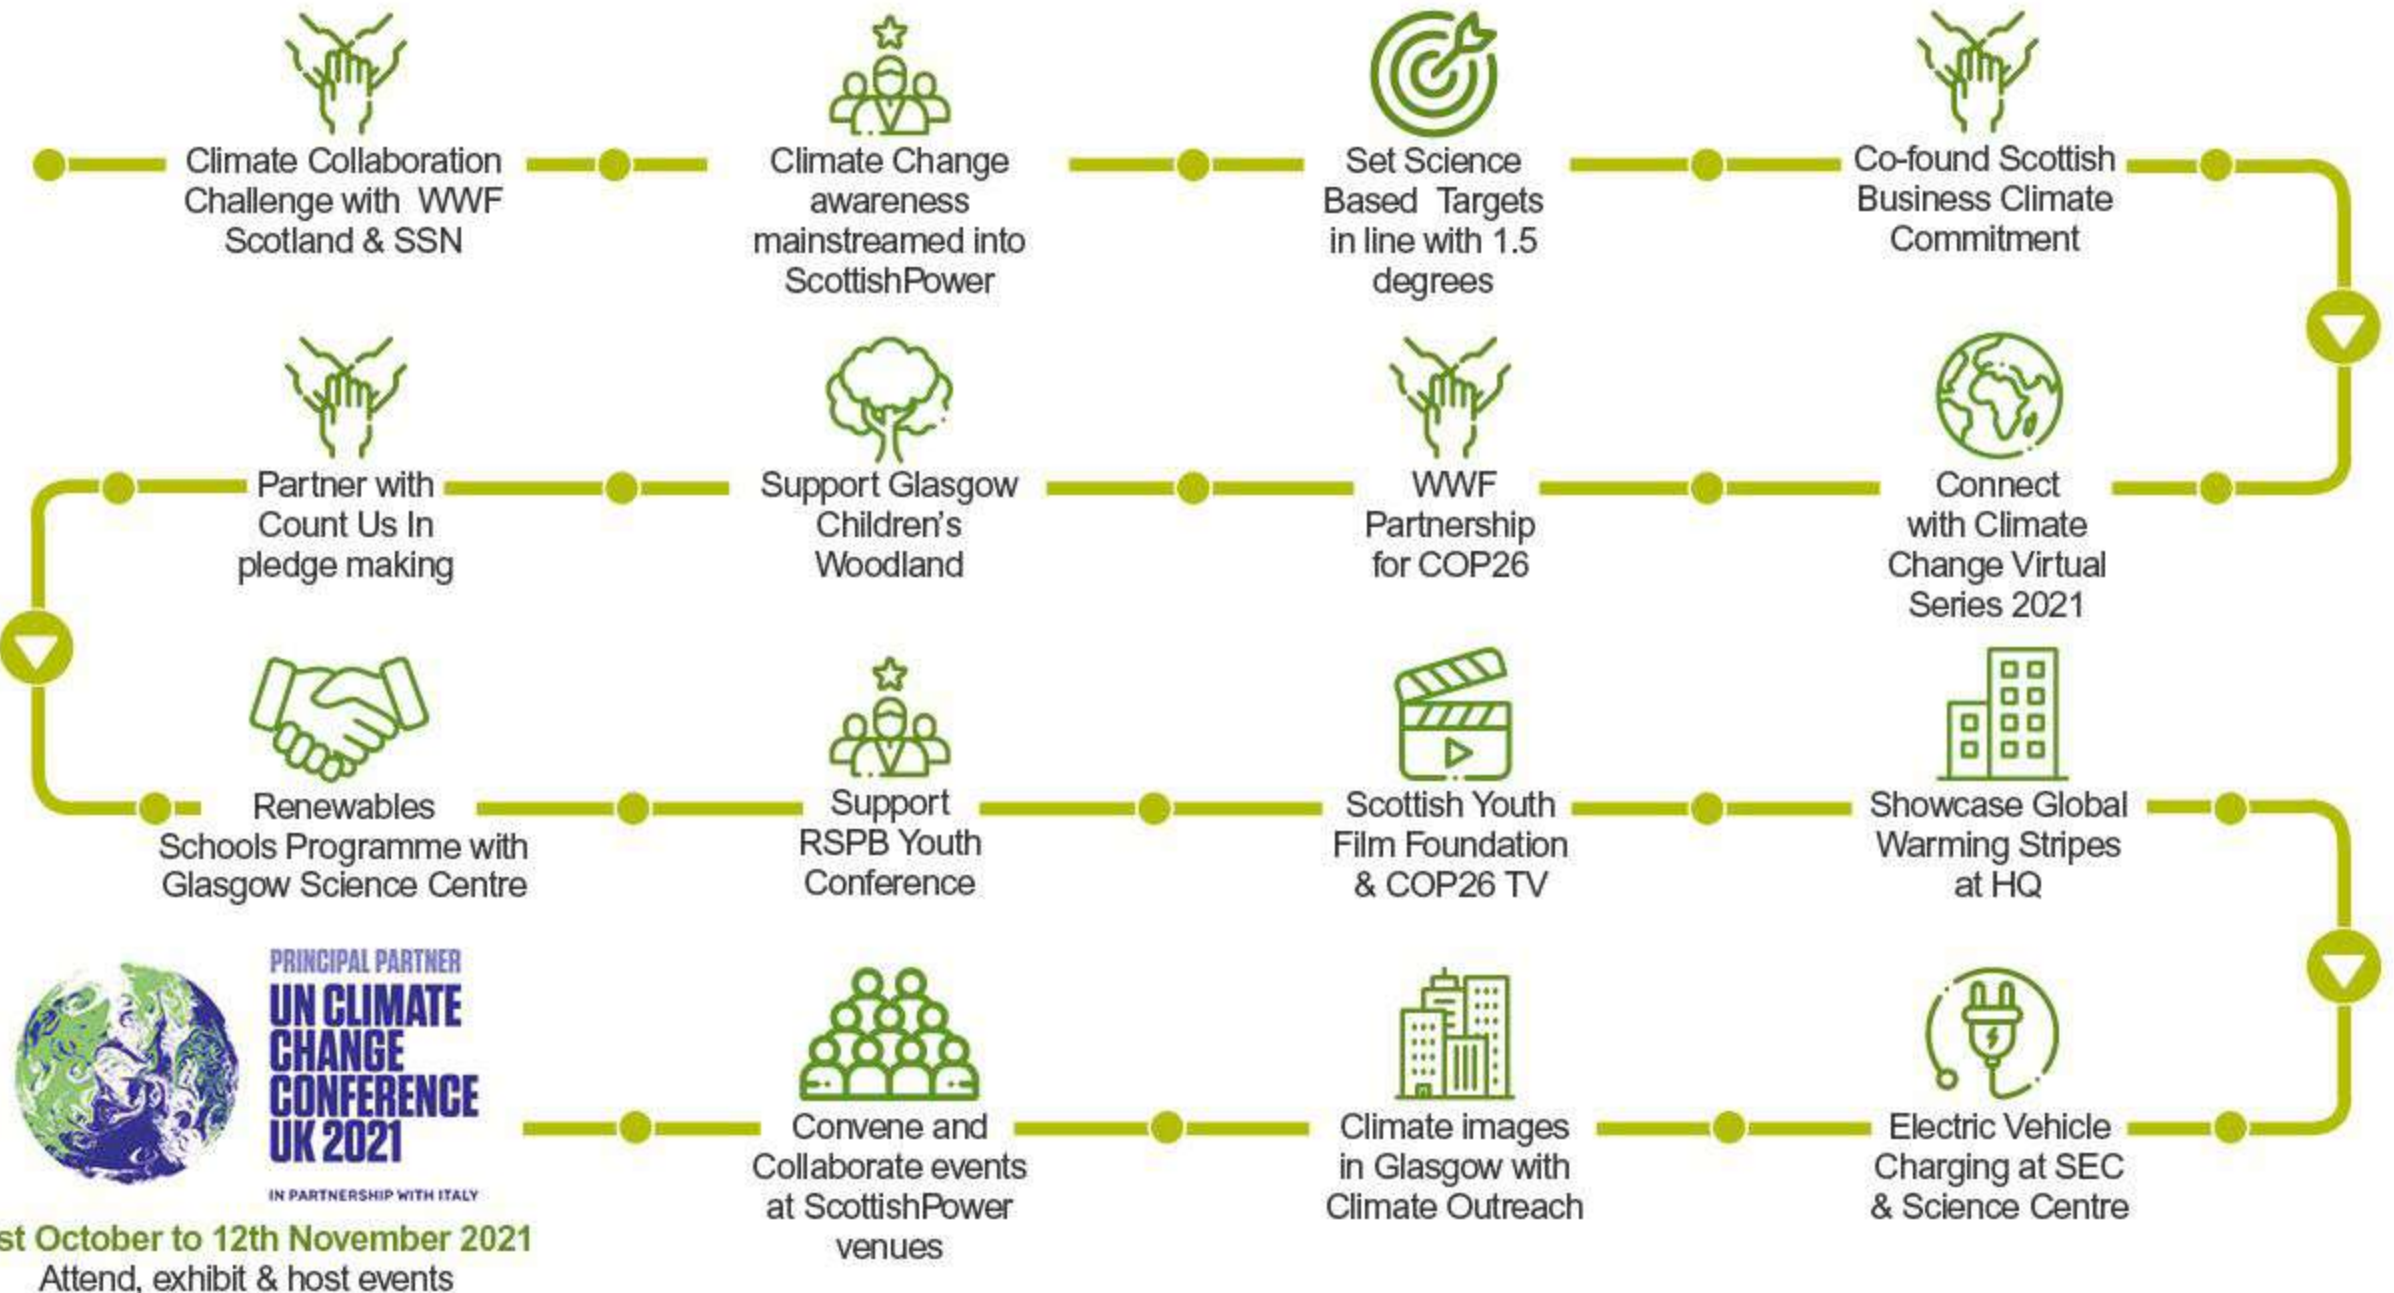 Climate Collaboration
Challenge with WWF
Scotland & SSN
Climate Change
awareness
mainstreamed into
ScottishPower
Set Science
Based Targets
in line with 1.5
degrees
Co-found Scottish
Business Climate
Commitment
Connect
with Climate
Change Virtual
Series 2021
WWF
Partnership
for COP26
Support Glasgow
Children's
Woodland
Partner with
Count Us In
pledge making
Renewables
Schools Programme with
Glasgow Science Centre
Support
RSPB Youth
Conference
Scottish Youth
Film Foundation
& COP26 TV
Showcase Global
Warming Stripes
at HQ
Electric Vehicle
Charging at SEC
& Science Centre
Climate images
in Glasgow with
Climate Outreach
Convene and
Collaborate events
at ScottishPower
venues
PRINCIPAL PARTNER
UN CLIMATE
CHANGE
CONFERENCE
UK 2021
IN PARTNERSHIP WITH ITALY
st October to 12th November 2021
Attend, exhibit & host events